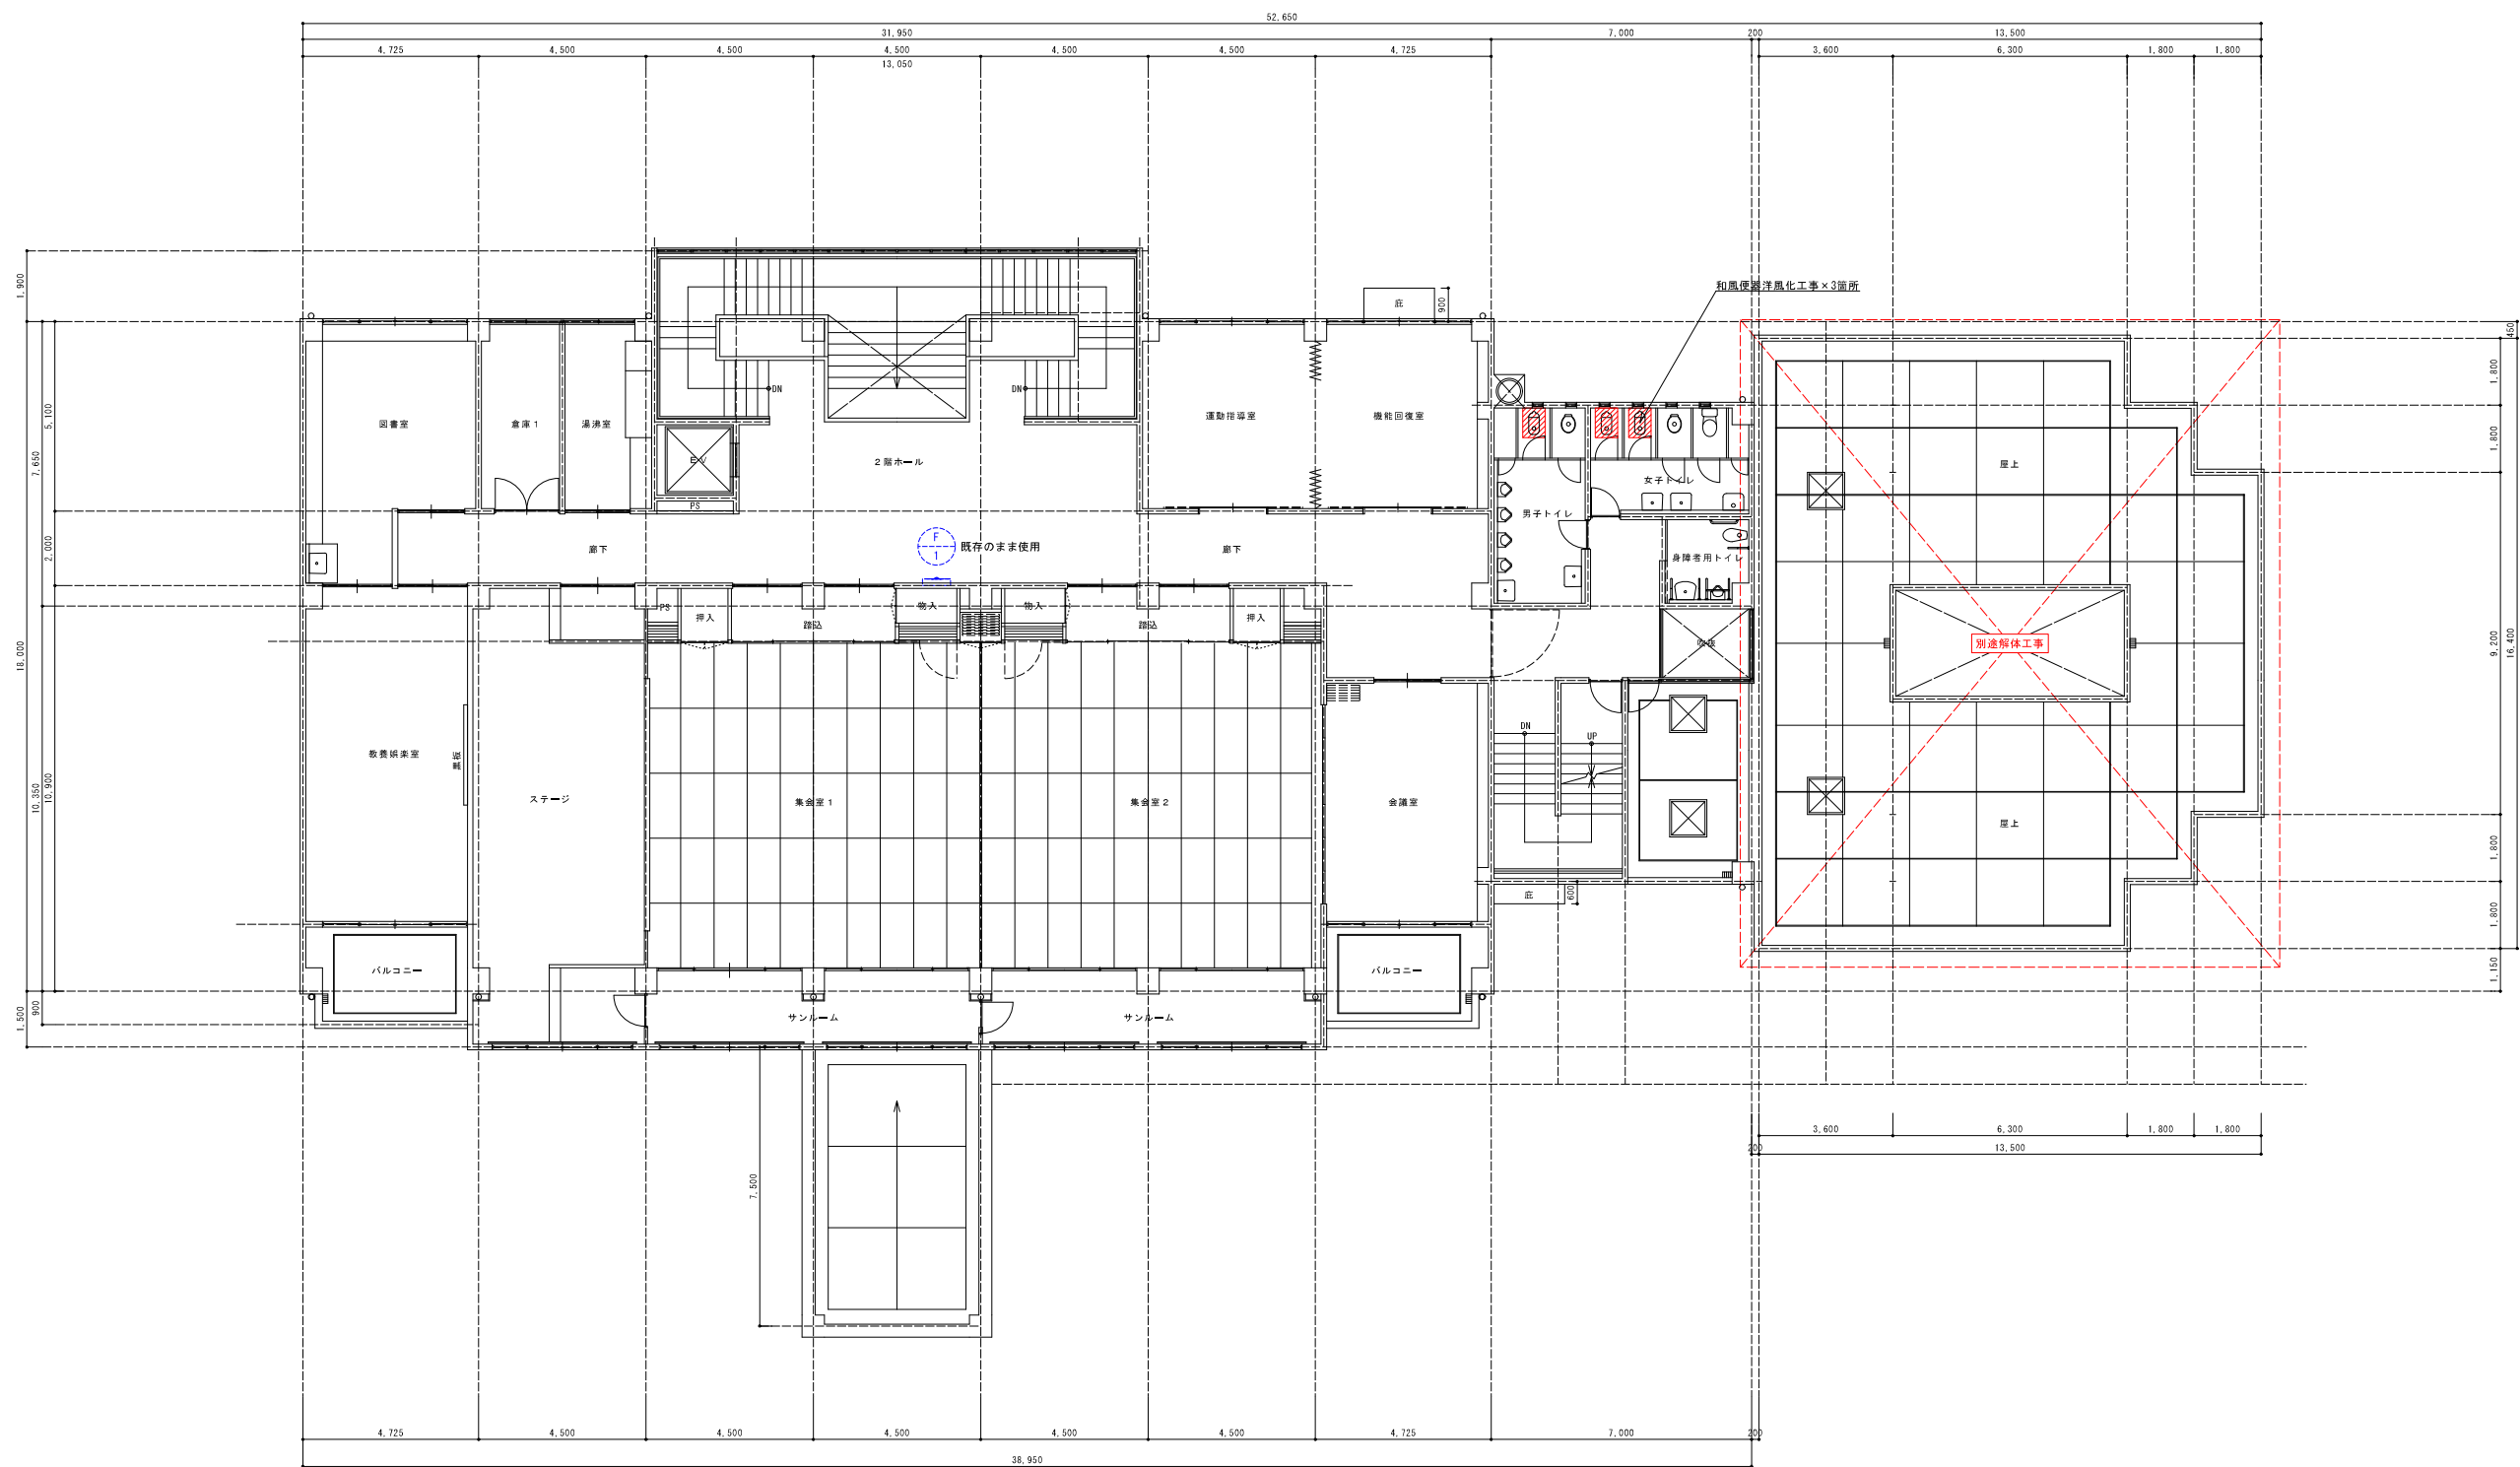 52,650
31,950
7,000
200
13,500
4,725
4,500
4,500
4,500
4,500
4,500
4,725
3,600
6,300
1,800
1,800
13,050
1,900
和風便器洋風化工事×3箇所
庇
900
450
5,100
7,650
DN
DN
1,800
運動指導室
機能回復室
図書室
倉庫1
湯沸室
EV
2階ホール
1,800
屋上
女子トイレ
PS
男子トイレ
2,000
廊下
F
1
既存のまま使用
廊下
身障者用トイレ
PS
押入
物入
物入
押入
踏込
踏込
吹抜
別途解体工事
18,000
9,200
16,400
10,350
10,900
DN
UP
教養娯楽室
黒板
ステージ
集会室1
集会室2
会議室
屋上
1,800
庇
600
1,800
バルコニー
バルコニー
1,150
900
1,500
サンルーム
サンルーム
3,600
6,300
1,800
1,800
200
13,500
7,500
4,725
4,500
4,500
4,500
4,500
4,500
4,725
7,000
200
38,950